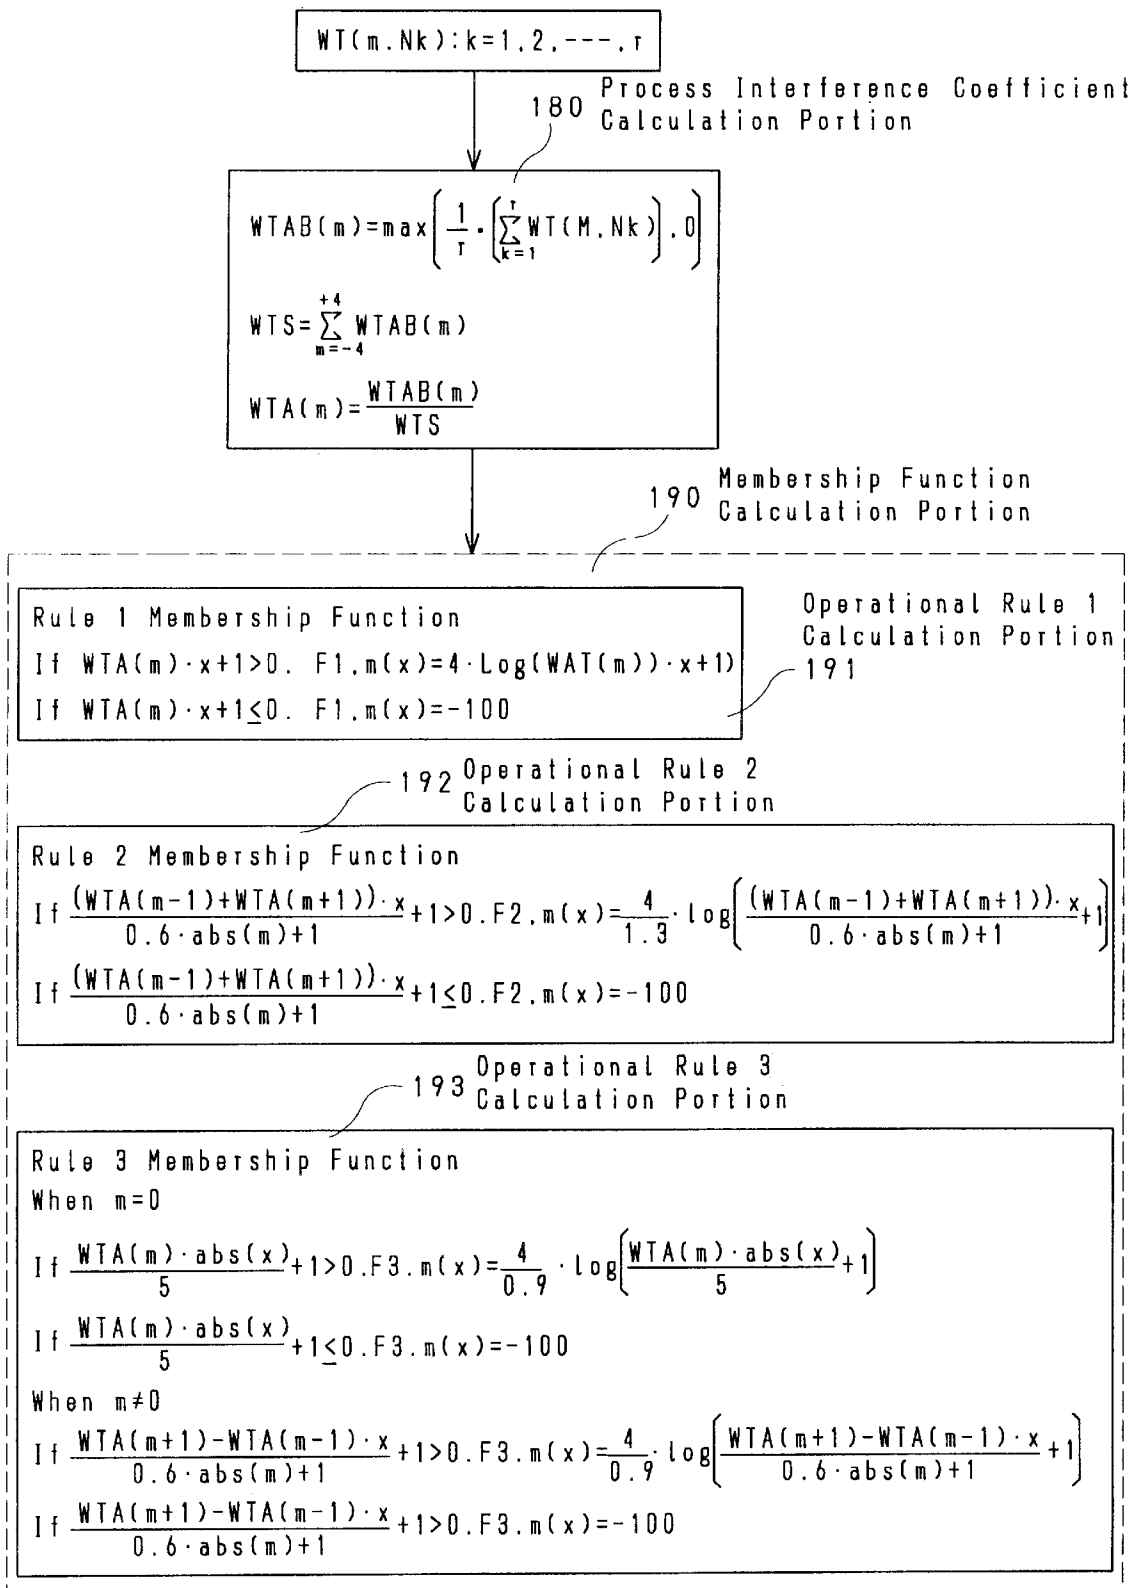 WT(m.Nk):k=1,2,---,r
180 Process Interference Coefficient
Calculation Portion
WTAB(m)=max(1/r·(∑_{k=1}^{r} WT(M.Nk)).0)
WTS=∑_{m=-4}^{+4} WTAB(m)
WTA(m)=WTAB(m)/WTS
190 Membership Function
Calculation Portion
Rule 1 Membership Function
If WTA(m)·x+1>0. F1,m(x)=4·Log(WAT(m))·x+1)
If WTA(m)·x+1≤0. F1,m(x)=-100
Operational Rule 1
Calculation Portion
191
192 Operational Rule 2
Calculation Portion
Rule 2 Membership Function
If (WTA(m-1)+WTA(m+1))·x/0.6·abs(m)+1 +1>0.F2,m(x)=4/1.3·log((WTA(m-1)+WTA(m+1))·x/0.6·abs(m)+1 +1)
If (WTA(m-1)+WTA(m+1))·x/0.6·abs(m)+1 +1≤0.F2,m(x)=-100
193 Operational Rule 3
Calculation Portion
Rule 3 Membership Function
When m=0
If WTA(m)·abs(x)/5 +1>0.F3.m(x)=4/0.9·log(WTA(m)·abs(x)/5 +1)
If WTA(m)·abs(x)/5 +1≤0.F3.m(x)=-100
When m≠0
If WTA(m+1)-WTA(m-1)·x/0.6·abs(m)+1 +1>0.F3.m(x)=4/0.9·log(WTA(m+1)-WTA(m-1)·x/0.6·abs(m)+1 +1)
If WTA(m+1)-WTA(m-1)·x/0.6·abs(m)+1 +1>0.F3.m(x)=-100